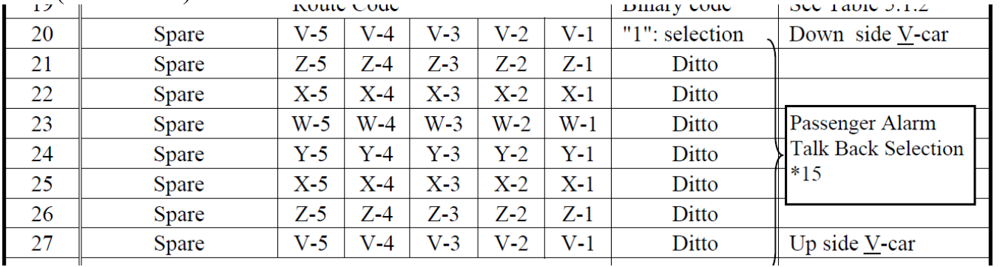 19 Route Code Binary code See Table 5.1.2
20 Spare V-5 V-4 V-3 V-2 V-1 "1": selection Down side V-car
21 Spare Z-5 Z-4 Z-3 Z-2 Z-1 Ditto
22 Spare X-5 X-4 X-3 X-2 X-1 Ditto
23 Spare W-5 W-4 W-3 W-2 W-1 Ditto
24 Spare Y-5 Y-4 Y-3 Y-2 Y-1 Ditto
25 Spare X-5 X-4 X-3 X-2 X-1 Ditto
26 Spare Z-5 Z-4 Z-3 Z-2 Z-1 Ditto
27 Spare V-5 V-4 V-3 V-2 V-1 Ditto Up side V-car
Passenger Alarm
Talk Back Selection
*15